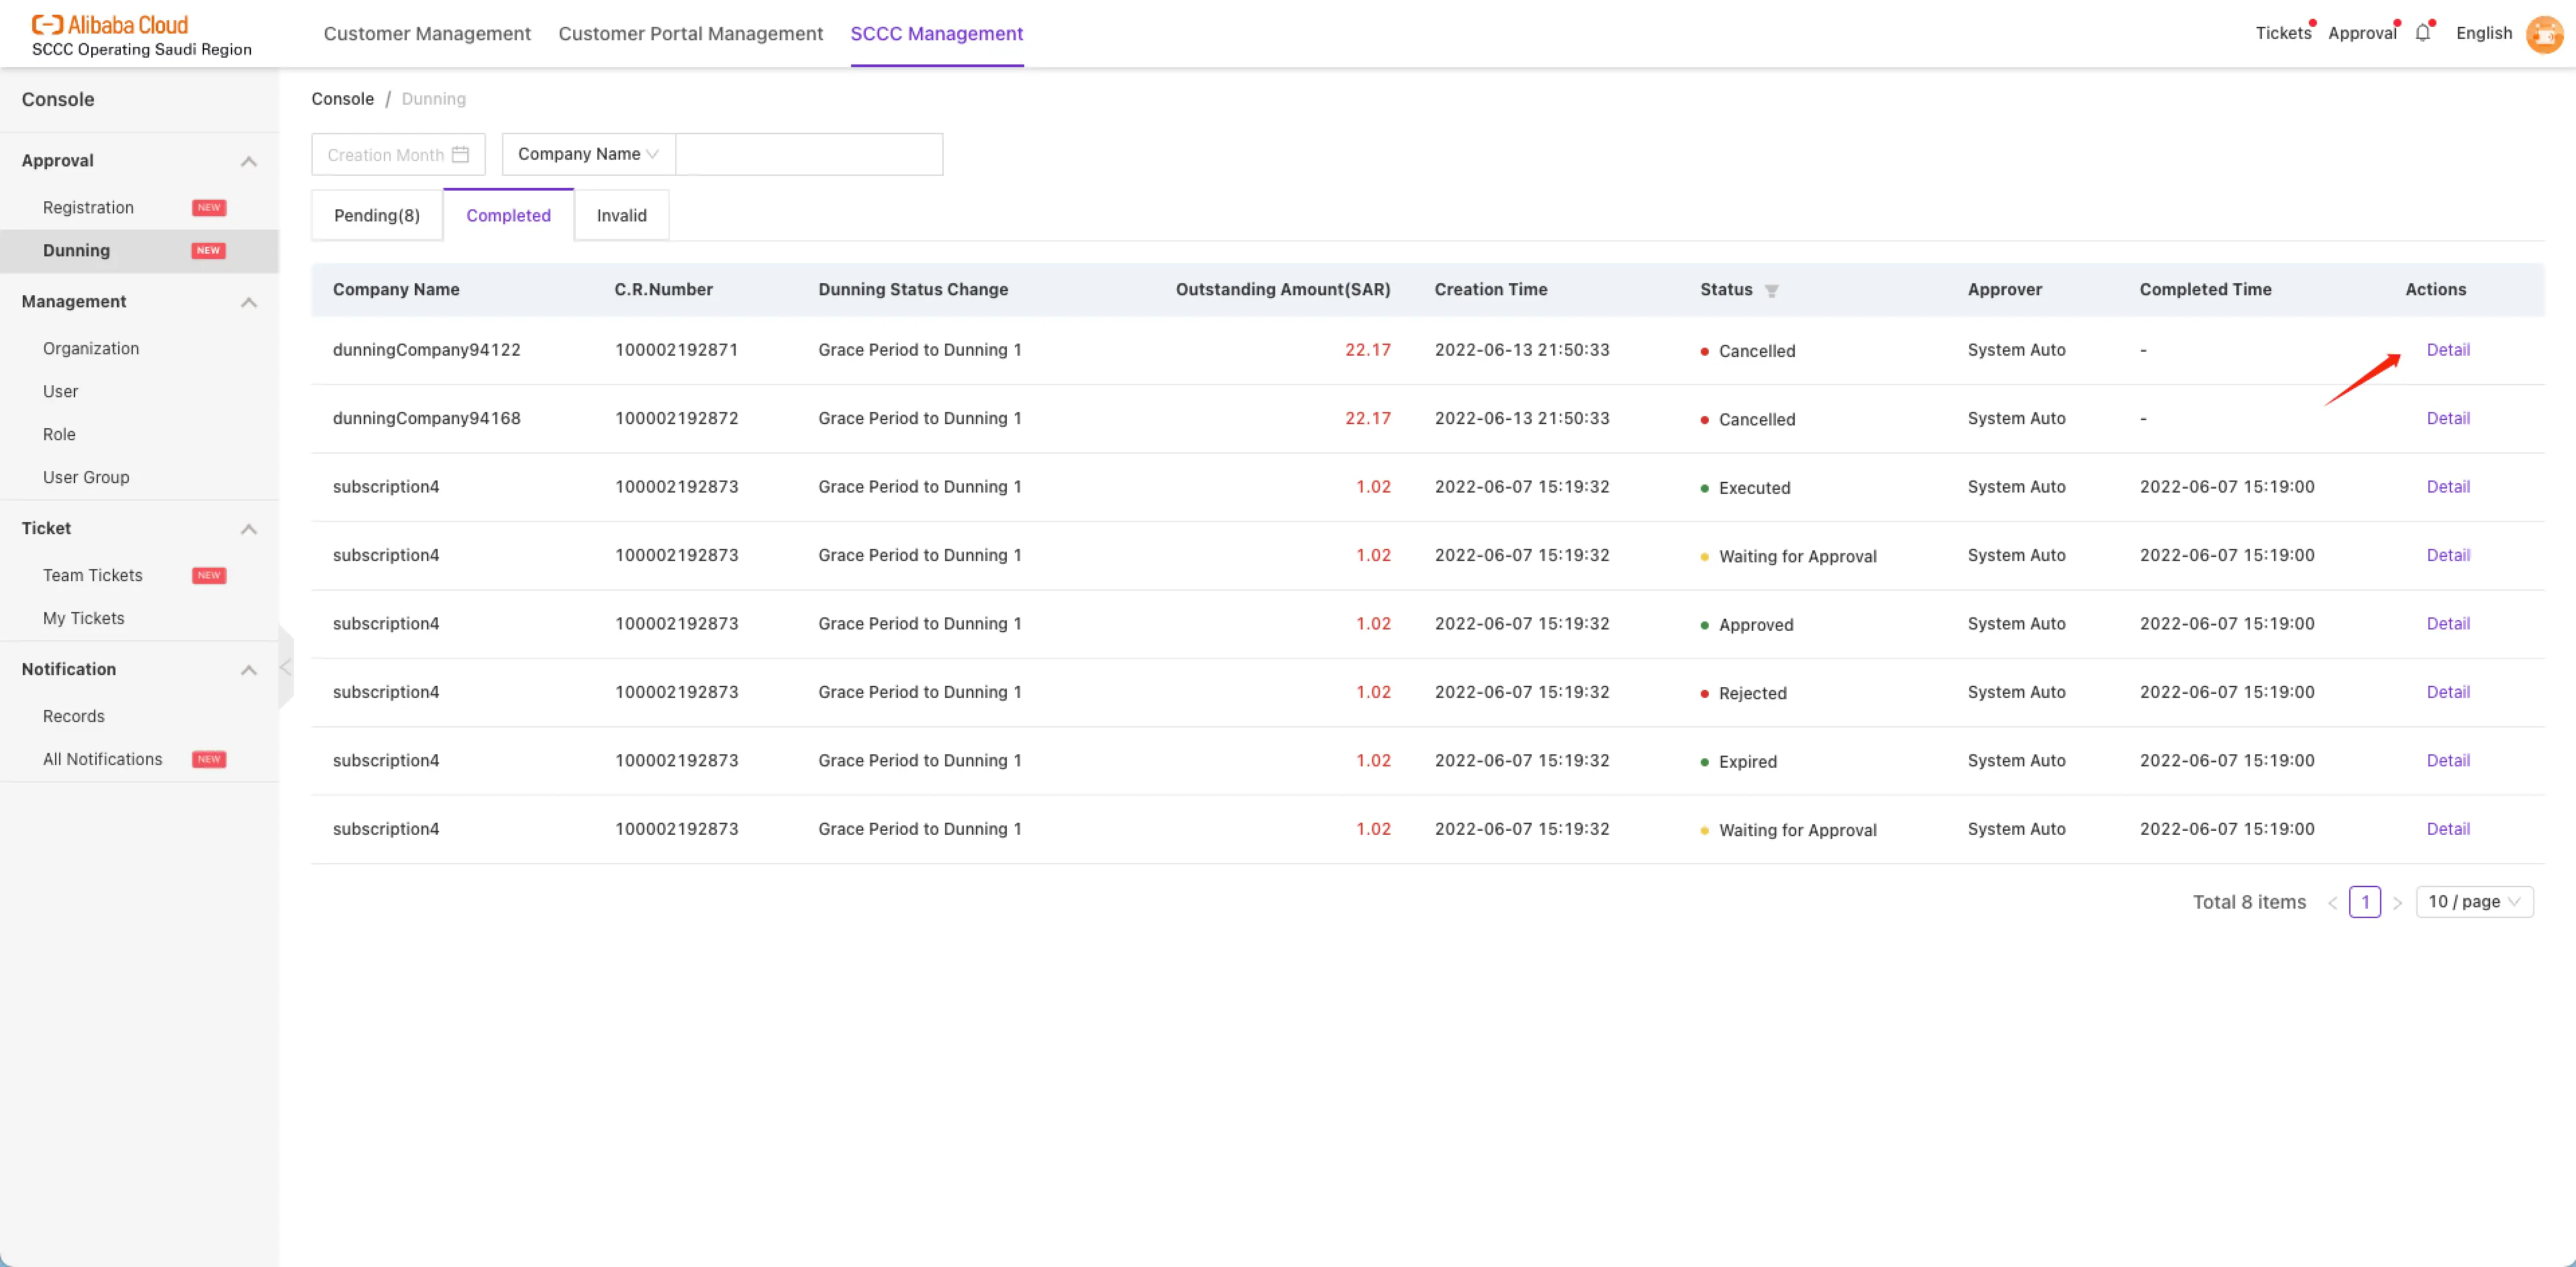 Alibaba Cloud
SCCC Operating Saudi Region
Customer Management Customer Portal Management SCCC Management
Tickets Approval English
Console
Approval
Registration NEW
Dunning NEW
Management
Organization
User
Role
User Group
Ticket
Team Tickets NEW
My Tickets
Notification
Records
All Notifications NEW
Console / Dunning
Creation Month Company Name
Pending(8) Completed Invalid
Company Name C.R.Number Dunning Status Change Outstanding Amount(SAR) Creation Time Status Approver Completed Time Actions
dunningCompany94122 100002192871 Grace Period to Dunning 1 22.17 2022-06-13 21:50:33 Cancelled System Auto - Detail
dunningCompany94168 100002192872 Grace Period to Dunning 1 22.17 2022-06-13 21:50:33 Cancelled System Auto - Detail
subscription4 100002192873 Grace Period to Dunning 1 1.02 2022-06-07 15:19:32 Executed System Auto 2022-06-07 15:19:00 Detail
subscription4 100002192873 Grace Period to Dunning 1 1.02 2022-06-07 15:19:32 Waiting for Approval System Auto 2022-06-07 15:19:00 Detail
subscription4 100002192873 Grace Period to Dunning 1 1.02 2022-06-07 15:19:32 Approved System Auto 2022-06-07 15:19:00 Detail
subscription4 100002192873 Grace Period to Dunning 1 1.02 2022-06-07 15:19:32 Rejected System Auto 2022-06-07 15:19:00 Detail
subscription4 100002192873 Grace Period to Dunning 1 1.02 2022-06-07 15:19:32 Expired System Auto 2022-06-07 15:19:00 Detail
subscription4 100002192873 Grace Period to Dunning 1 1.02 2022-06-07 15:19:32 Waiting for Approval System Auto 2022-06-07 15:19:00 Detail
Total 8 items < 1 > 10 / page